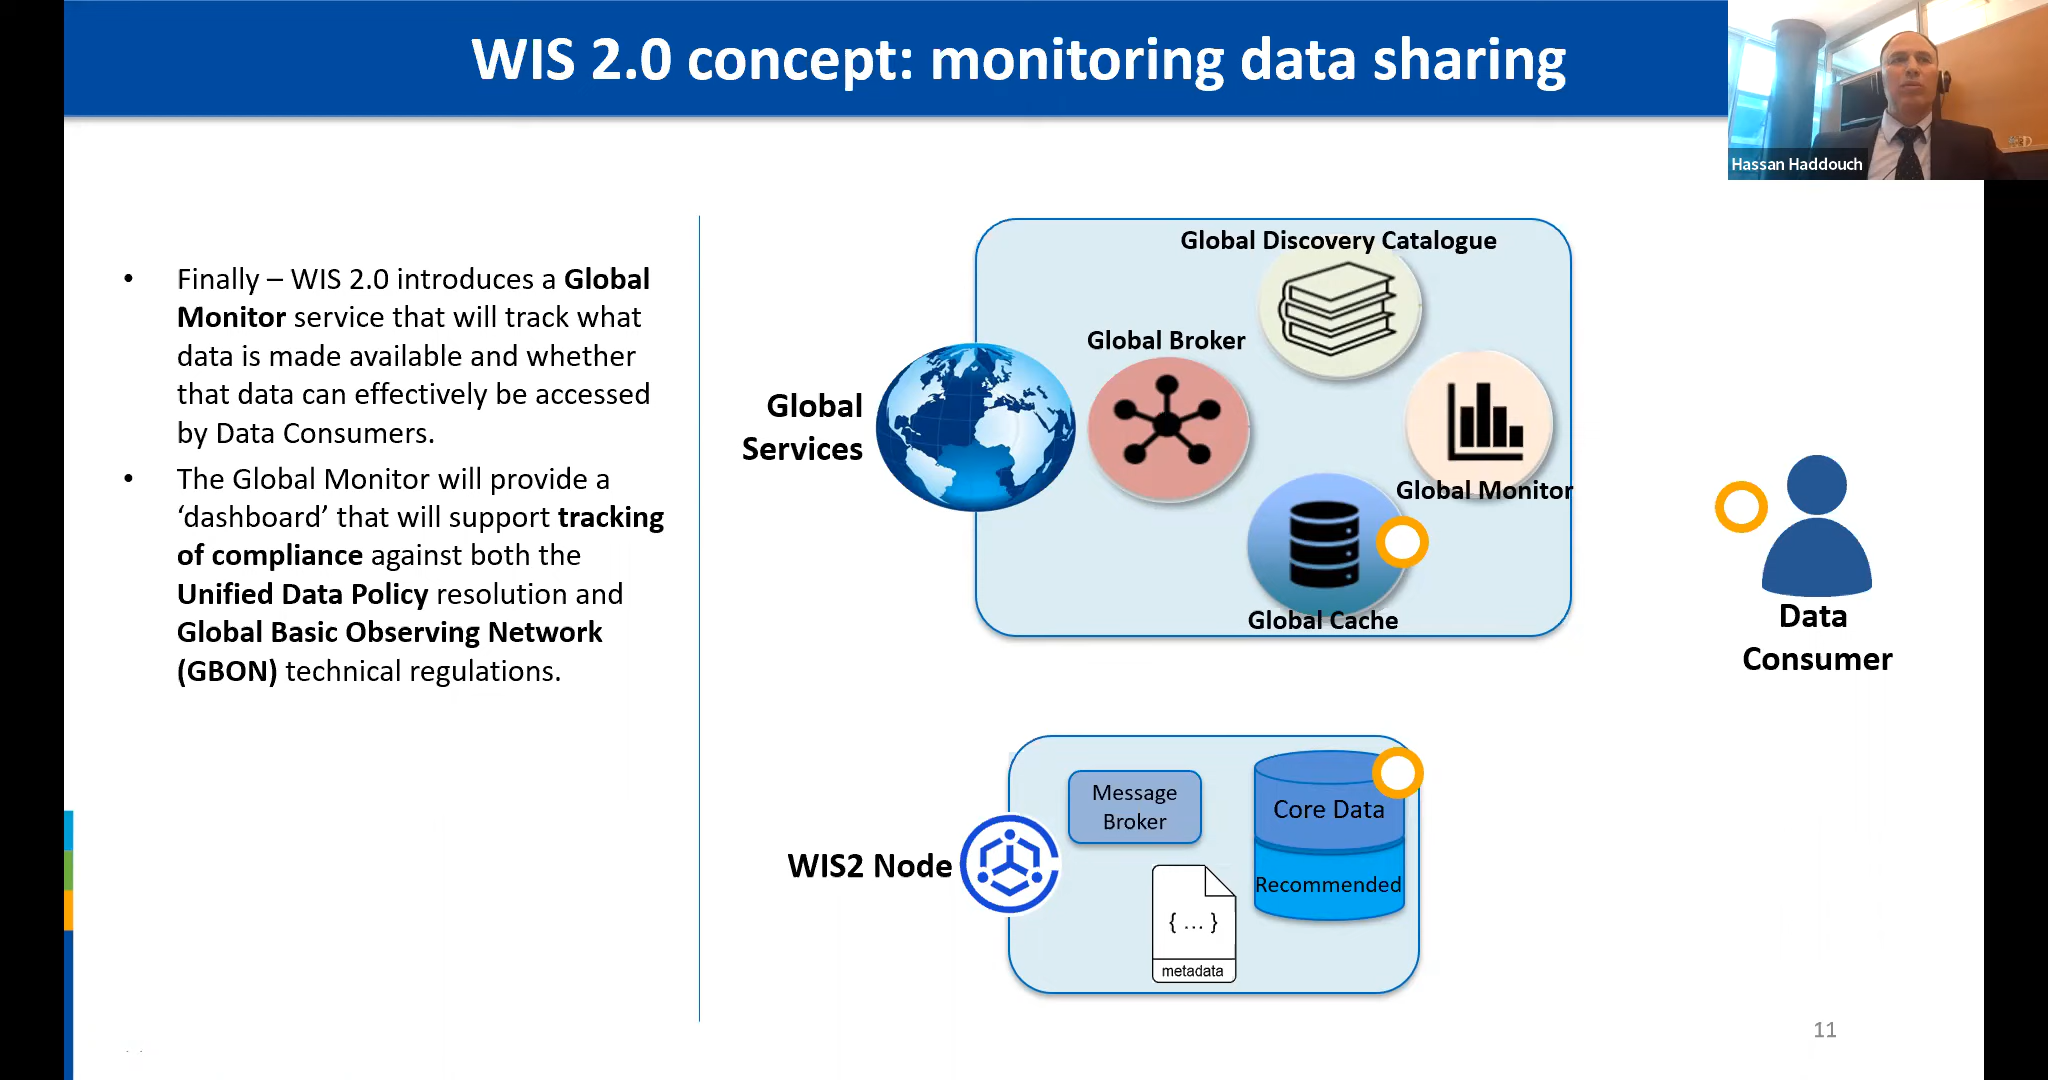 WIS 2.0 concept: monitoring data sharing
Hassan Haddouch
• Finally – WIS 2.0 introduces a Global
Monitor service that will track what
data is made available and whether
that data can effectively be accessed
by Data Consumers.
• The Global Monitor will provide a
‘dashboard’ that will support tracking
of compliance against both the
Unified Data Policy resolution and
Global Basic Observing Network
(GBON) technical regulations.
Global Discovery Catalogue
Global Broker
Global
Services
Global Monitor
Global Cache
Data
Consumer
Message
Broker
Core Data
WIS2 Node
Recommended
{ ... }
metadata
11